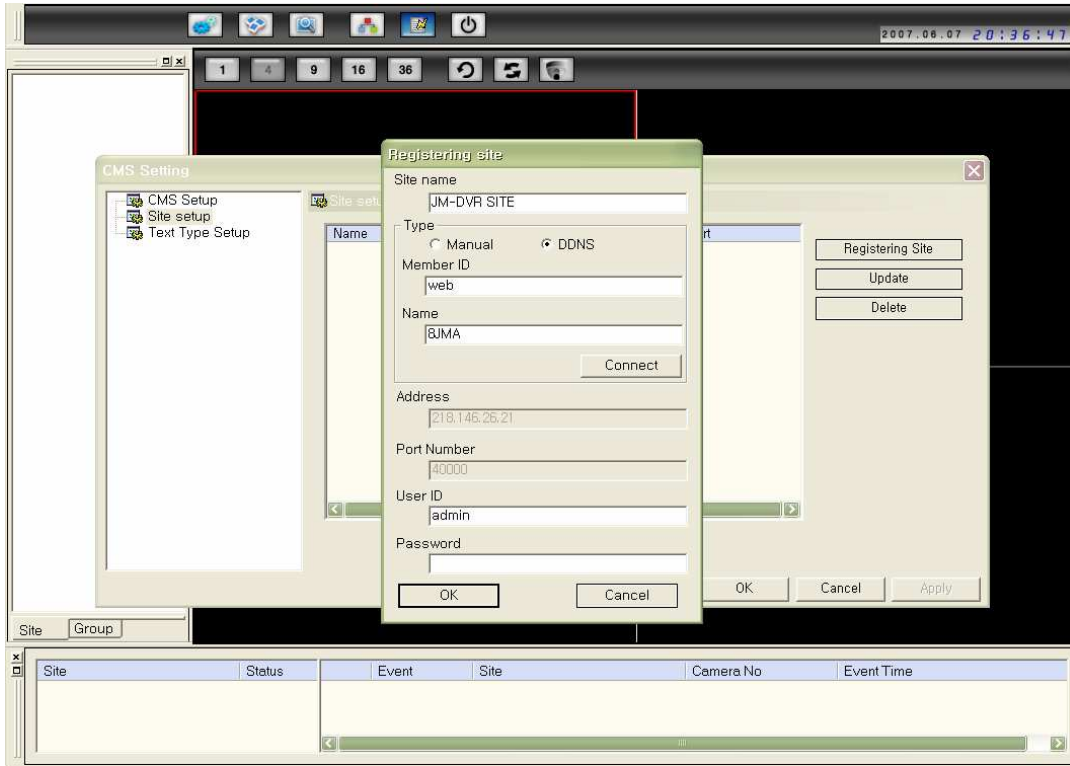 2007.06.07 20:36:47
1 4 9 16 36
Registering site
CMS Setting
Site name
CMS Setup
JM-DVR SITE
Site setup
Site setu
Text Type Setup
Name
rt
Type
Manual DDNS
Registering Site
Member ID
web
Update
Name
Delete
8JMA
Connect
Address
218.146.26.21
Port Number
40000
User ID
admin
Password
OK Cancel
OK Cancel Apply
Site Group
Site Status Event Site Camera No Event Time